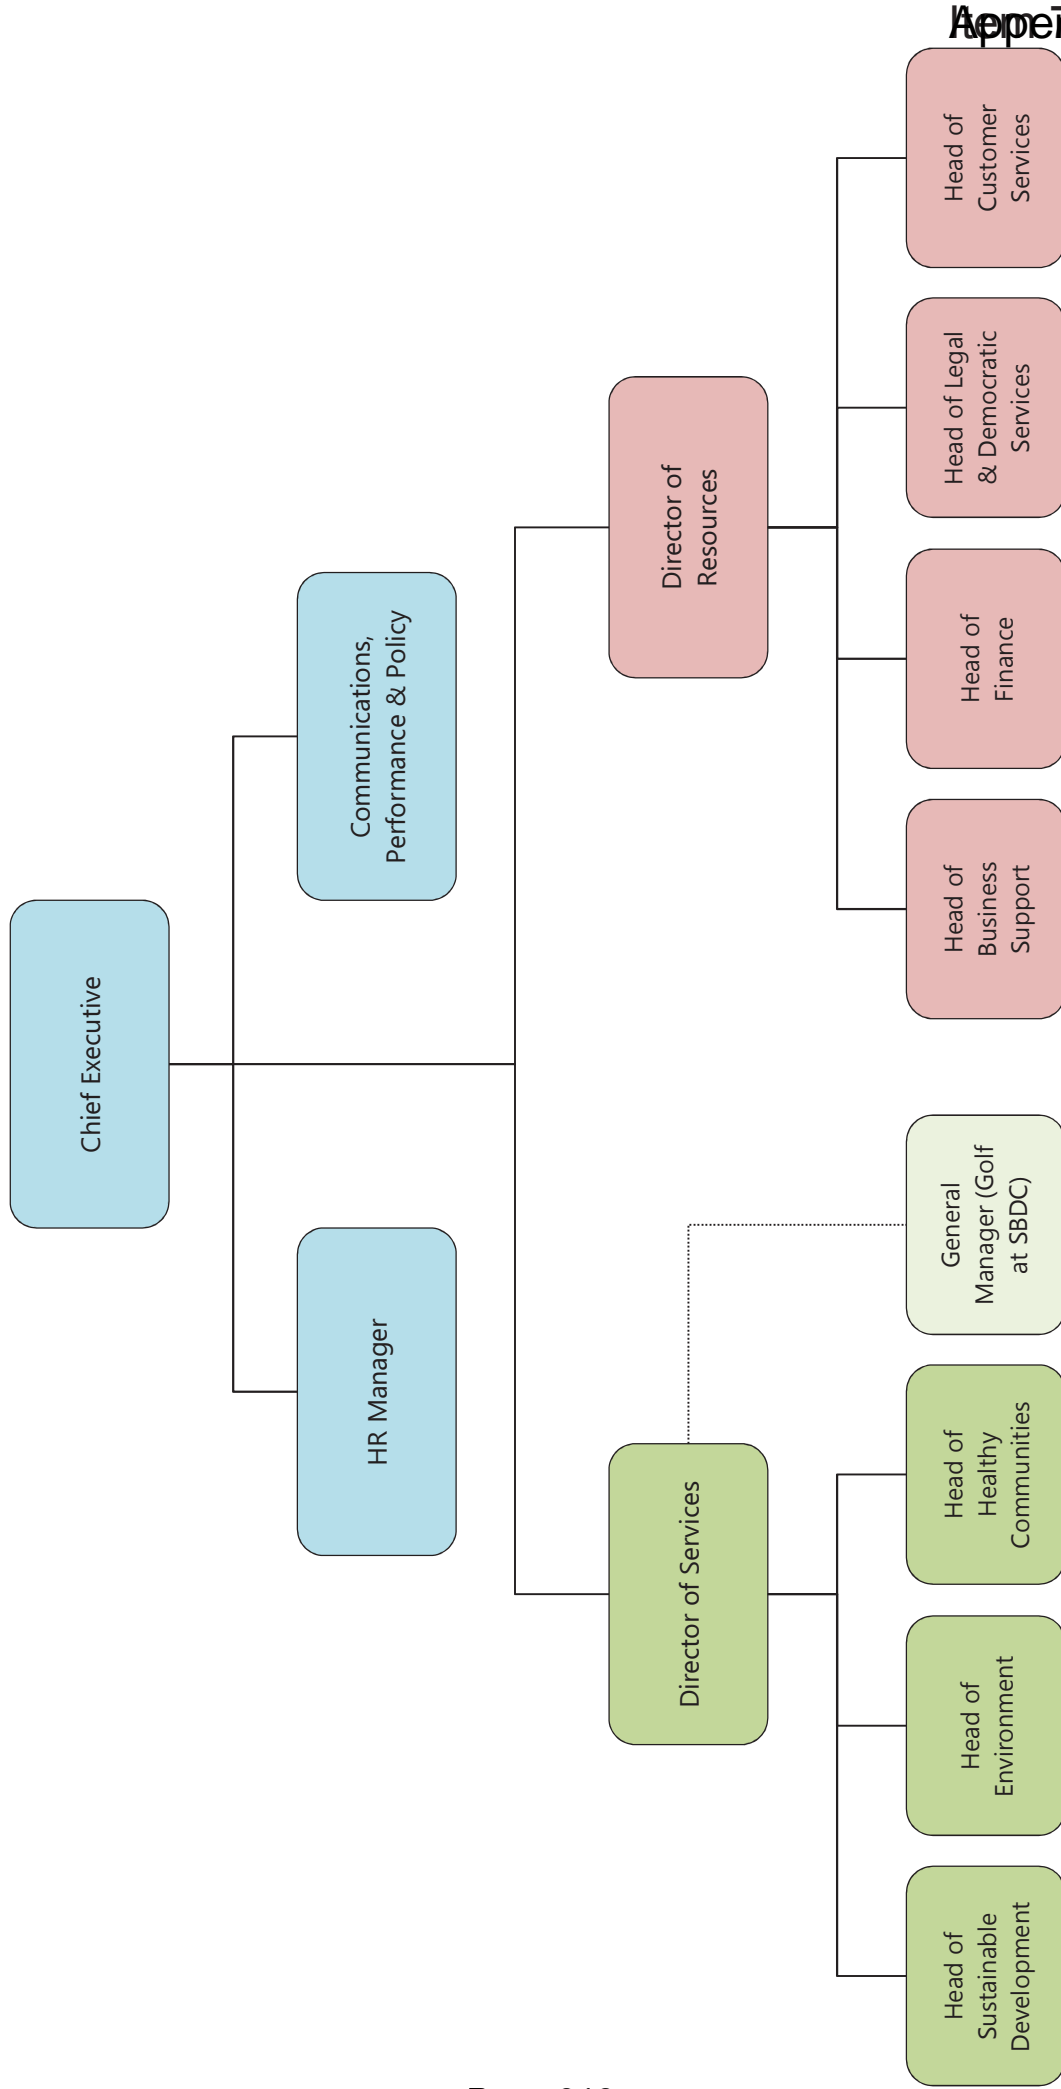 Chief Executive
HR Manager
Communications,
Performance & Policy
Director of Services
Director of
Resources
Head of
Sustainable
Development
Head of
Environment
Head of
Healthy
Communities
General
Manager (Golf
at SBDC)
Head of
Business
Support
Head of
Finance
Head of Legal
& Democratic
Services
Head of
Customer
Services